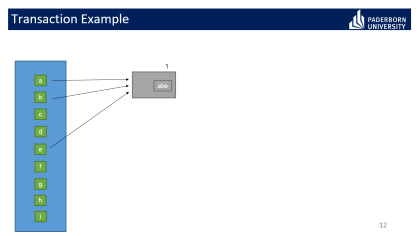 Transaction Example
PADERBORN
UNIVERSITY
1
abe
a
b
c
d
e
f
g
h
i
12